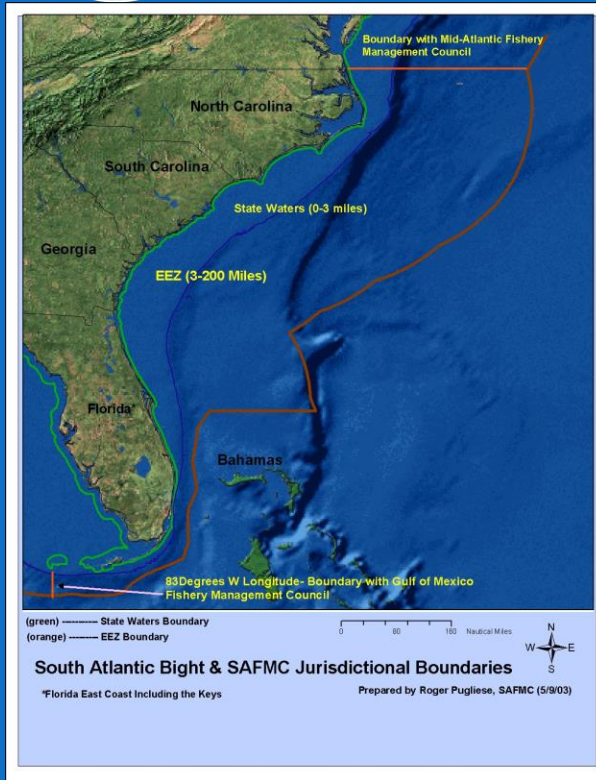 Boundary with Mid-Atlantic Fishery
Management Council
North Carolina
South Carolina
State Waters (0-3 miles)
Georgia
EEZ (3-200 Miles)
Florida*
Bahamas
83Degrees W Longitude- Boundary with Gulf of Mexico
Fishery Management Council
(green) ----------- State Waters Boundary
(orange) --------- EEZ Boundary
0 80 160 Nautical Miles
N
W E
S
South Atlantic Bight & SAFMC Jurisdictional Boundaries
*Florida East Coast Including the Keys
Prepared by Roger Pugliese, SAFMC (5/9/03)